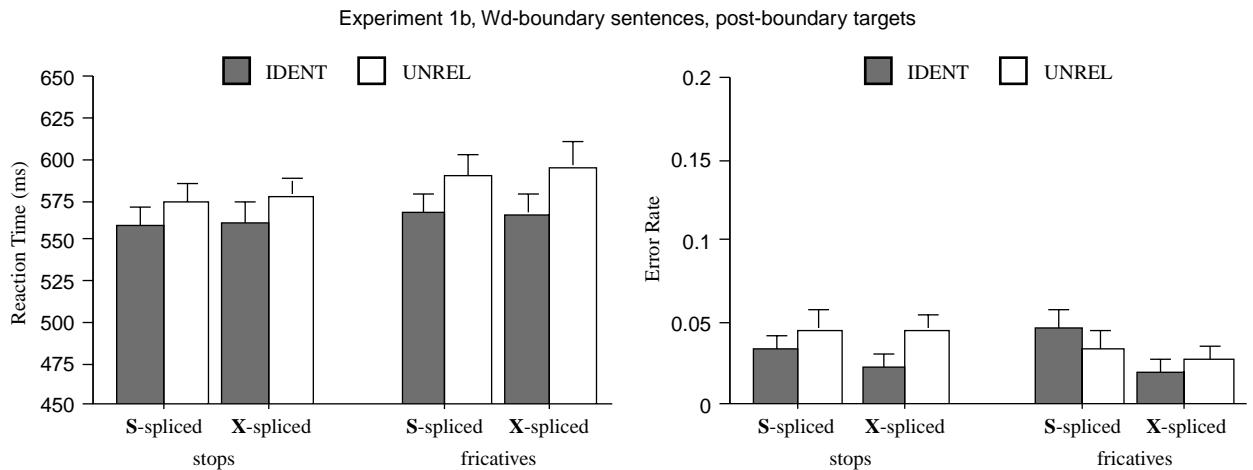 Experiment 1b, Wd-boundary sentences, post-boundary targets
IDENT UNREL
Reaction Time (ms)
650
625
600
575
550
525
500
475
450
S-spliced X-spliced S-spliced X-spliced
stops fricatives
IDENT UNREL
Error Rate
0.2
0.15
0.1
0.05
0
S-spliced X-spliced S-spliced X-spliced
stops fricatives